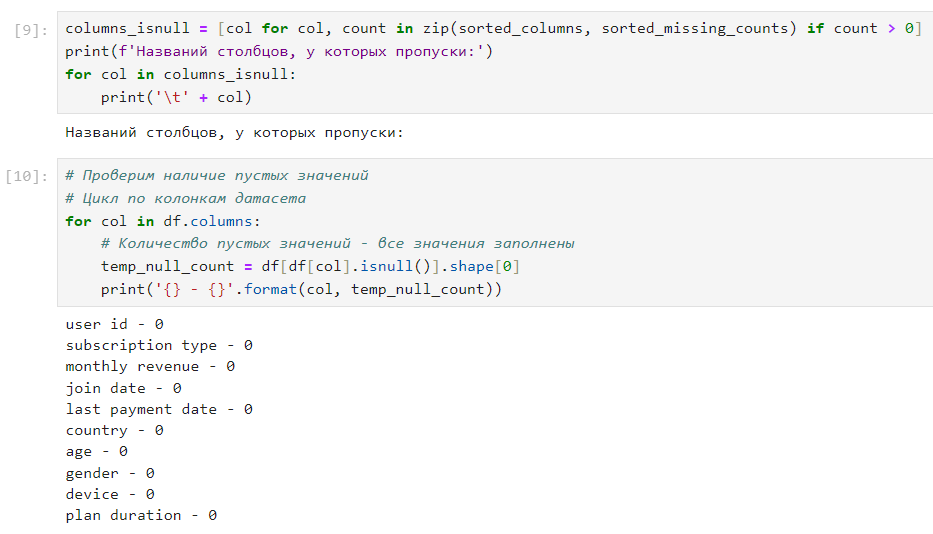 [9]: columns_isnull = [col for col, count in zip(sorted_columns, sorted_missing_counts) if count > 0]
print(f'Названий столбцов, у которых пропуски:')
for col in columns_isnull:
    print('\t' + col)
Названий столбцов, у которых пропуски:
[10]: # Проверим наличие пустых значений
# Цикл по колонкам датасета
for col in df.columns:
    # Количество пустых значений - все значения заполнены
    temp_null_count = df[df[col].isnull()].shape[0]
    print('{} - {}'.format(col, temp_null_count))
user id - 0
subscription type - 0
monthly revenue - 0
join date - 0
last payment date - 0
country - 0
age - 0
gender - 0
device - 0
plan duration - 0